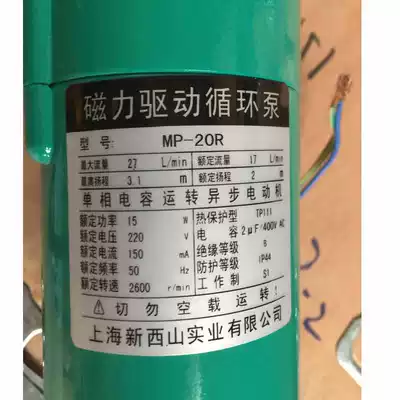 磁力驱动循环泵
型 号: MP-20R
最大流量 27 L/min 额定流量 17 L/min
最高扬程 3.1 m 额定扬程 2 m
单相电容运转异步电动机
额定功率 15 W 热保护型 TP111
额定电压 220 V 电 容 2μF/400V AC
额定电流 150 mA 绝缘等级 B
额定频率 50 Hz 防护等级 IP44
额定转速 2600 r/min 工作制 S1
切勿空载运转!
上海新西山实业有限公司